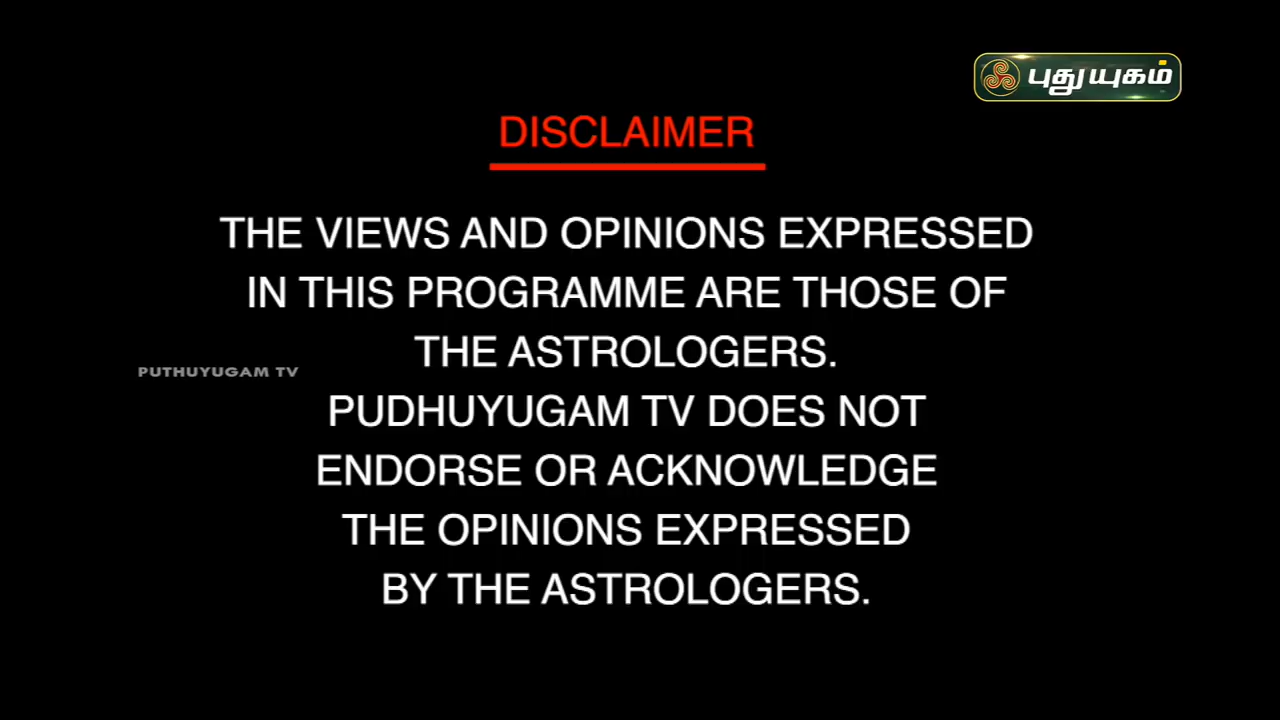 புதுயுகம்
DISCLAIMER
THE VIEWS AND OPINIONS EXPRESSED
IN THIS PROGRAMME ARE THOSE OF
THE ASTROLOGERS.
PUTHUYUGAM TV
PUDHUYUGAM TV DOES NOT
ENDORSE OR ACKNOWLEDGE
THE OPINIONS EXPRESSED
BY THE ASTROLOGERS.